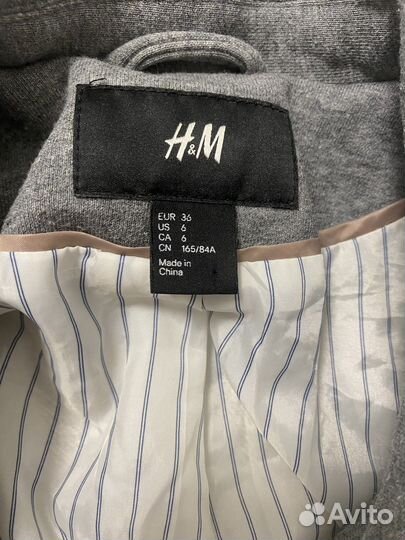 H&M
EUR 36
US 6
CA 6
CN 165/84A
Made in
China
Avito